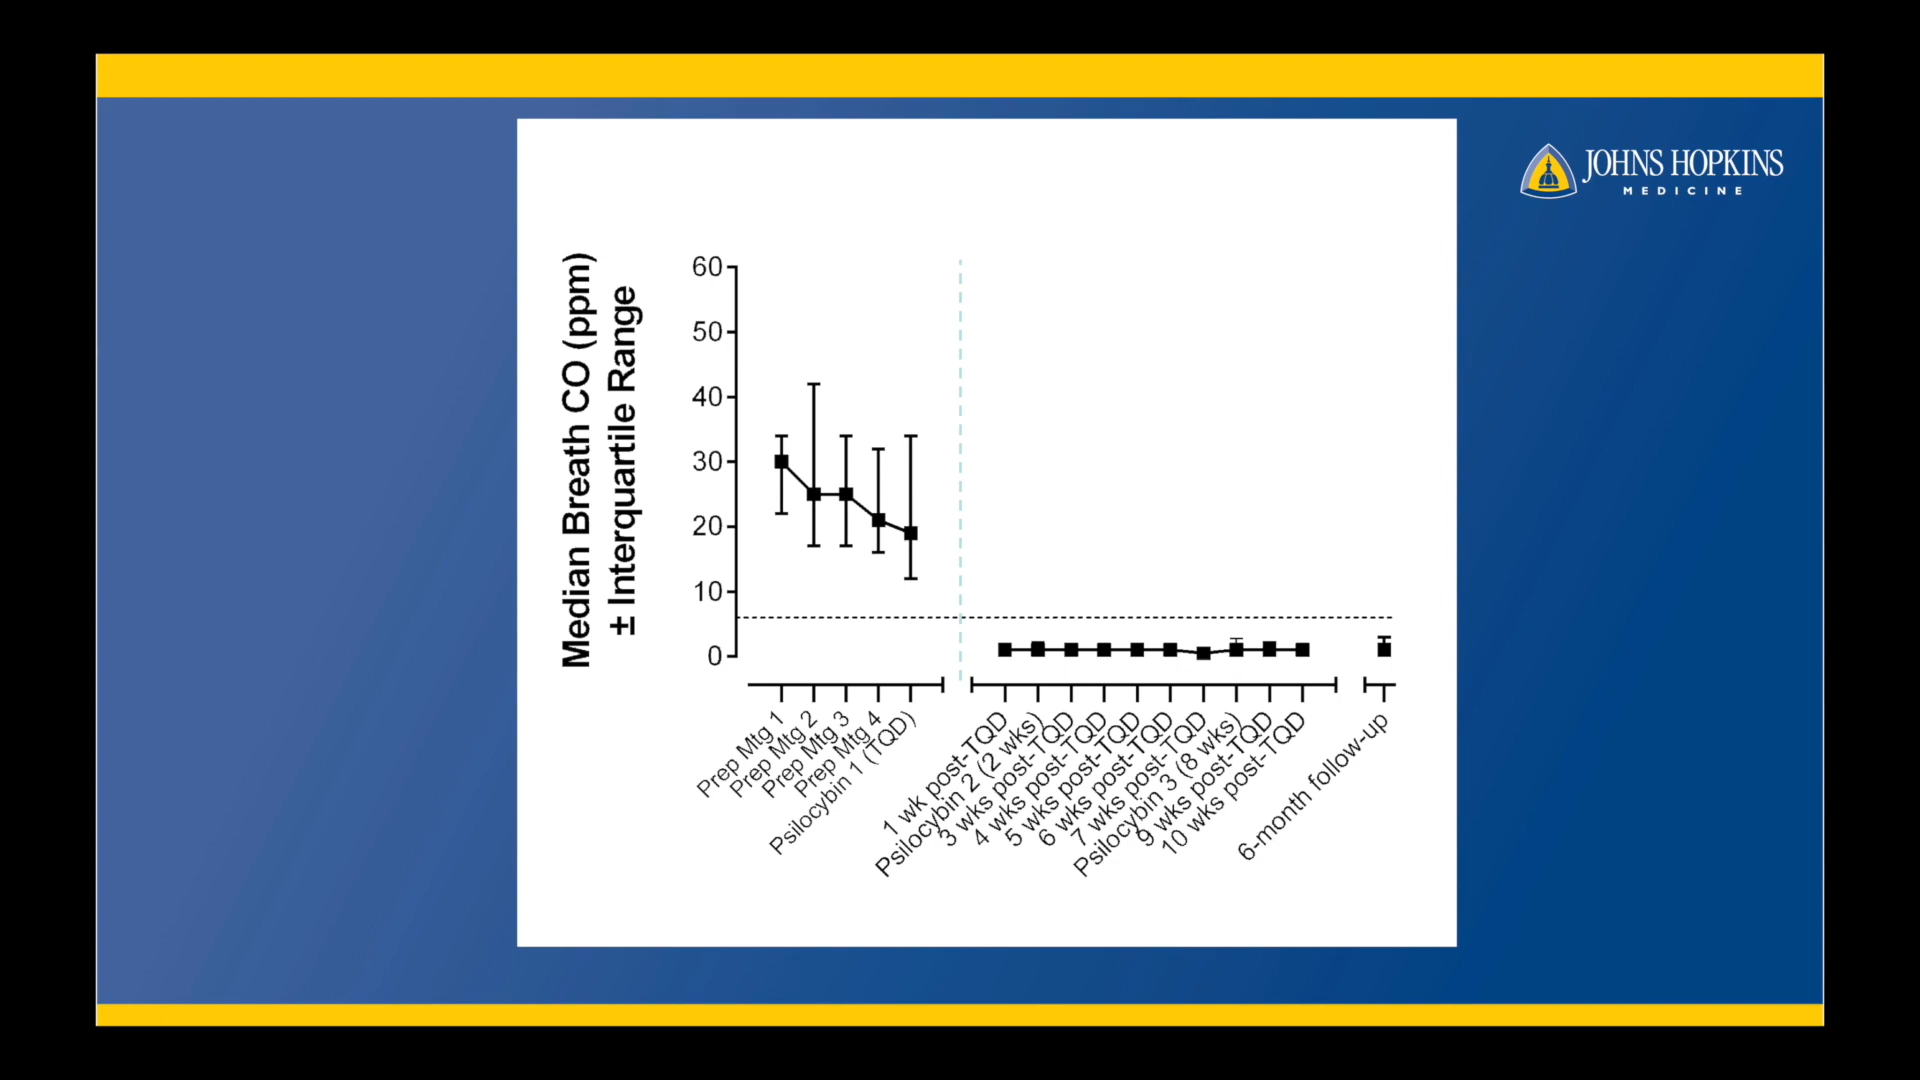 JOHNS HOPKINS
MEDICINE
Median Breath CO (ppm)
± Interquartile Range
60
50
40
30
20
10
0
Prep Mtg 1
Prep Mtg 2
Prep Mtg 3
Prep Mtg 4
Psilocybin 1 (TQD)
1 wk post-TQD
Psilocybin 2 (2 wks)
3 wks post-TQD
4 wks post-TQD
5 wks post-TQD
6 wks post-TQD
7 wks post-TQD
Psilocybin 3 (8 wks)
9 wks post-TQD
10 wks post-TQD
6-month follow-up